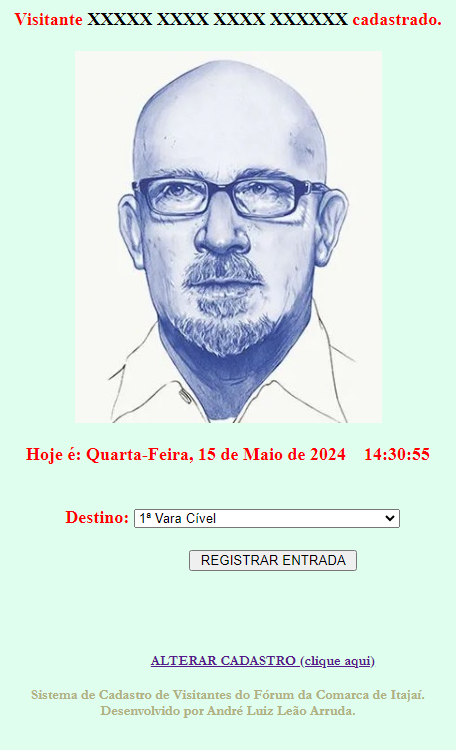 Visitante XXXXX XXXX XXXX XXXXXX cadastrado.
Hoje é: Quarta-Feira, 15 de Maio de 2024 14:30:55
Destino: 1ª Vara Cível
REGISTRAR ENTRADA
ALTERAR CADASTRO (clique aqui)
Sistema de Cadastro de Visitantes do Fórum da Comarca de Itajaí.
Desenvolvido por André Luiz Leão Arruda.